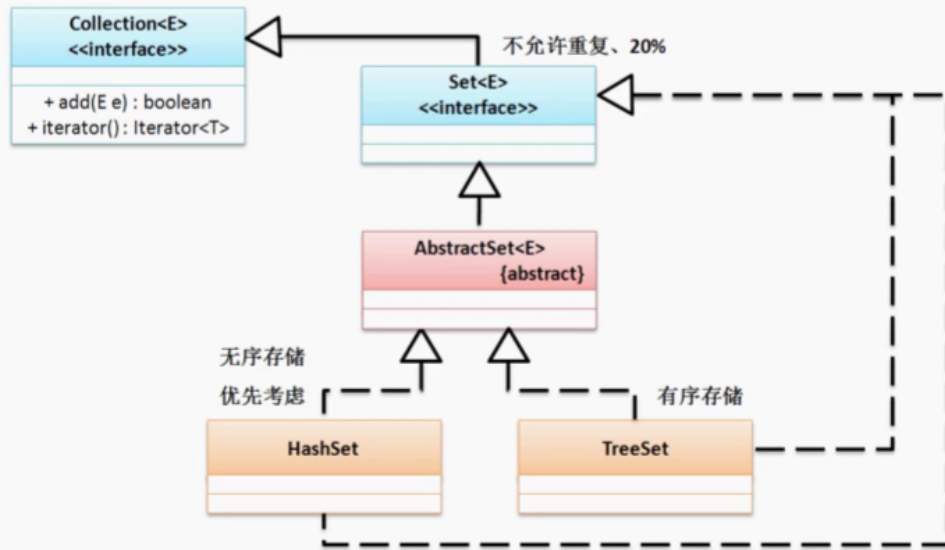 Collection<E>
<<interface>>
+ add(E e) : boolean
+ iterator() : Iterator<T>
不允许重复、20%
Set<E>
<<interface>>
AbstractSet<E>
{abstract}
无序存储
优先考虑
有序存储
HashSet
TreeSet